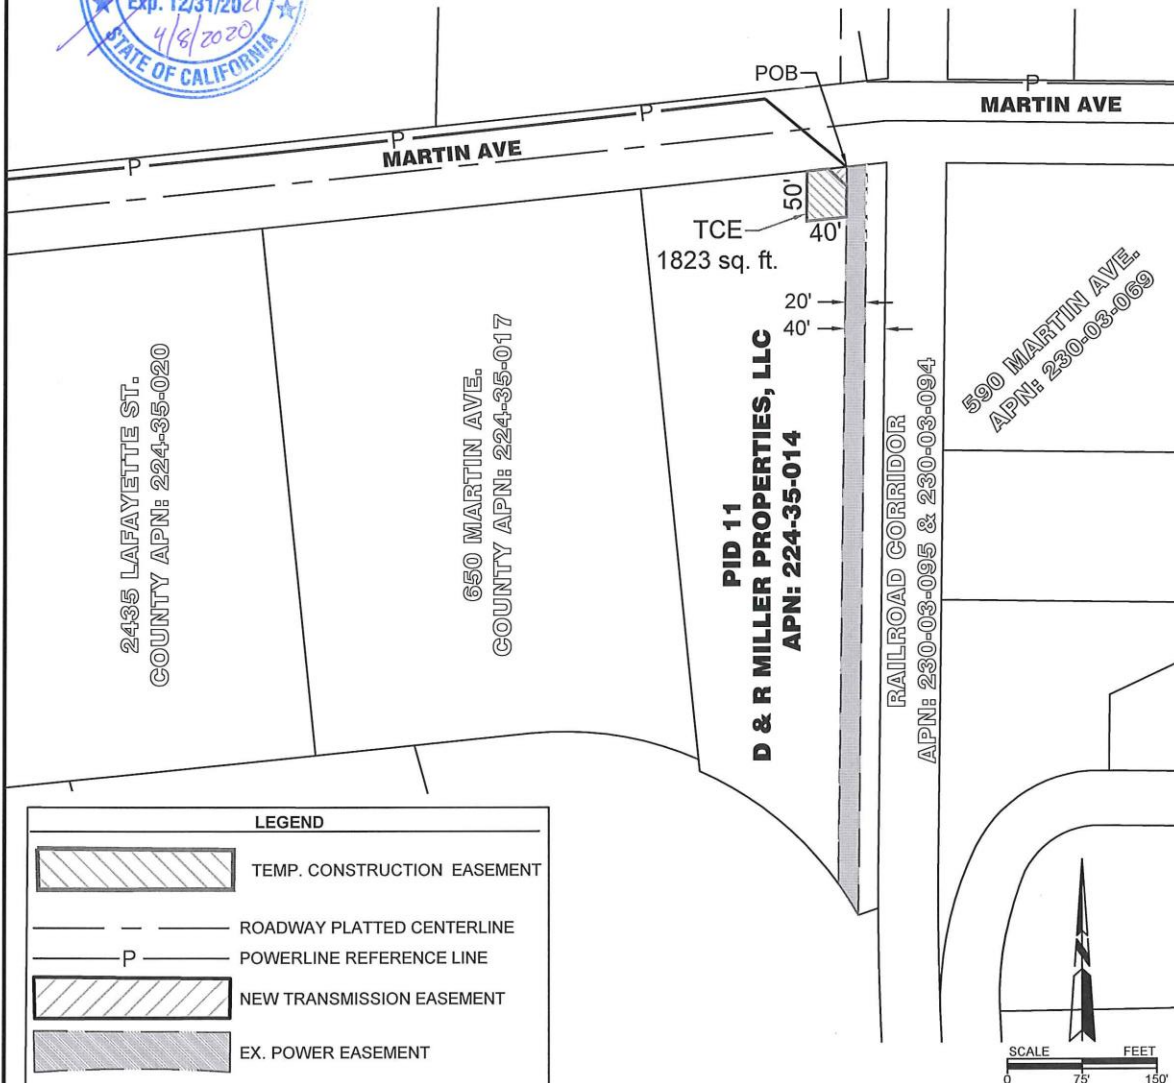 Exp. 12/31/2021
4/8/2020
STATE OF CALIFORNIA
POB
P
MARTIN AVE
P
P
MARTIN AVE
P
50'
TCE
40'
1823 sq. ft.
20'
40'
2435 LAFAYETTE ST.
COUNTY APN: 224-35-020
650 MARTIN AVE.
COUNTY APN: 224-35-017
PID 11
D & R MILLER PROPERTIES, LLC
APN: 224-35-014
RAILROAD CORRIDOR
APN: 230-03-095 & 230-03-094
590 MARTIN AVE.
APN: 230-03-069
LEGEND
TEMP. CONSTRUCTION EASEMENT
ROADWAY PLATTED CENTERLINE
P
POWERLINE REFERENCE LINE
NEW TRANSMISSION EASEMENT
EX. POWER EASEMENT
N
SCALE FEET
0 75' 150'